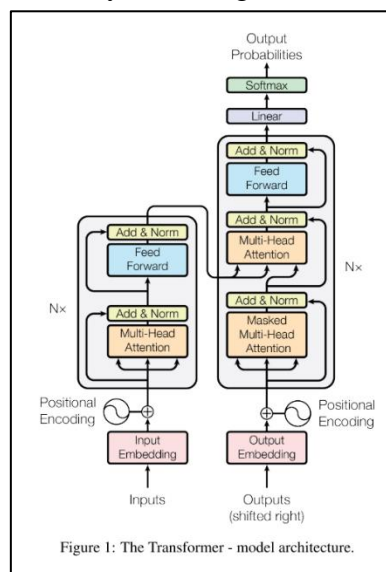 Output
Probabilities
Softmax
Linear
Add & Norm
Feed
Forward
Add & Norm
Multi-Head
Attention
Add & Norm
Masked
Multi-Head
Attention
Nx
Add & Norm
Feed
Forward
Add & Norm
Multi-Head
Attention
N×
Positional
Encoding
Positional
Encoding
Input
Embedding
Output
Embedding
Inputs
Outputs
(shifted right)
Figure 1: The Transformer - model architecture.